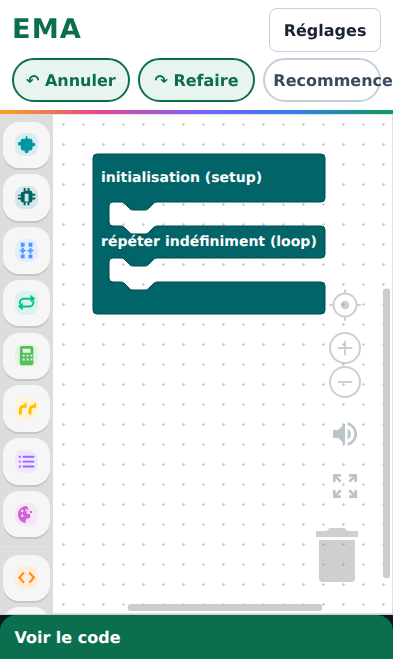 EMA
Réglages
↶ Annuler
↷ Refaire
Recommence
initialisation (setup)
répéter indéfiniment (loop)
Voir le code